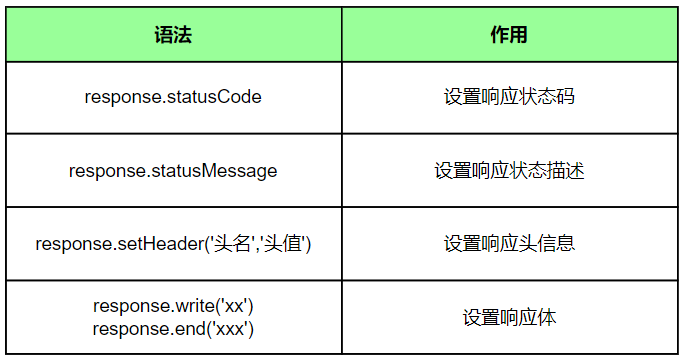 语法
作用
response.statusCode
设置响应状态码
response.statusMessage
设置响应状态描述
response.setHeader('头名','头值')
设置响应头信息
response.write('xx')
response.end('xxx')
设置响应体